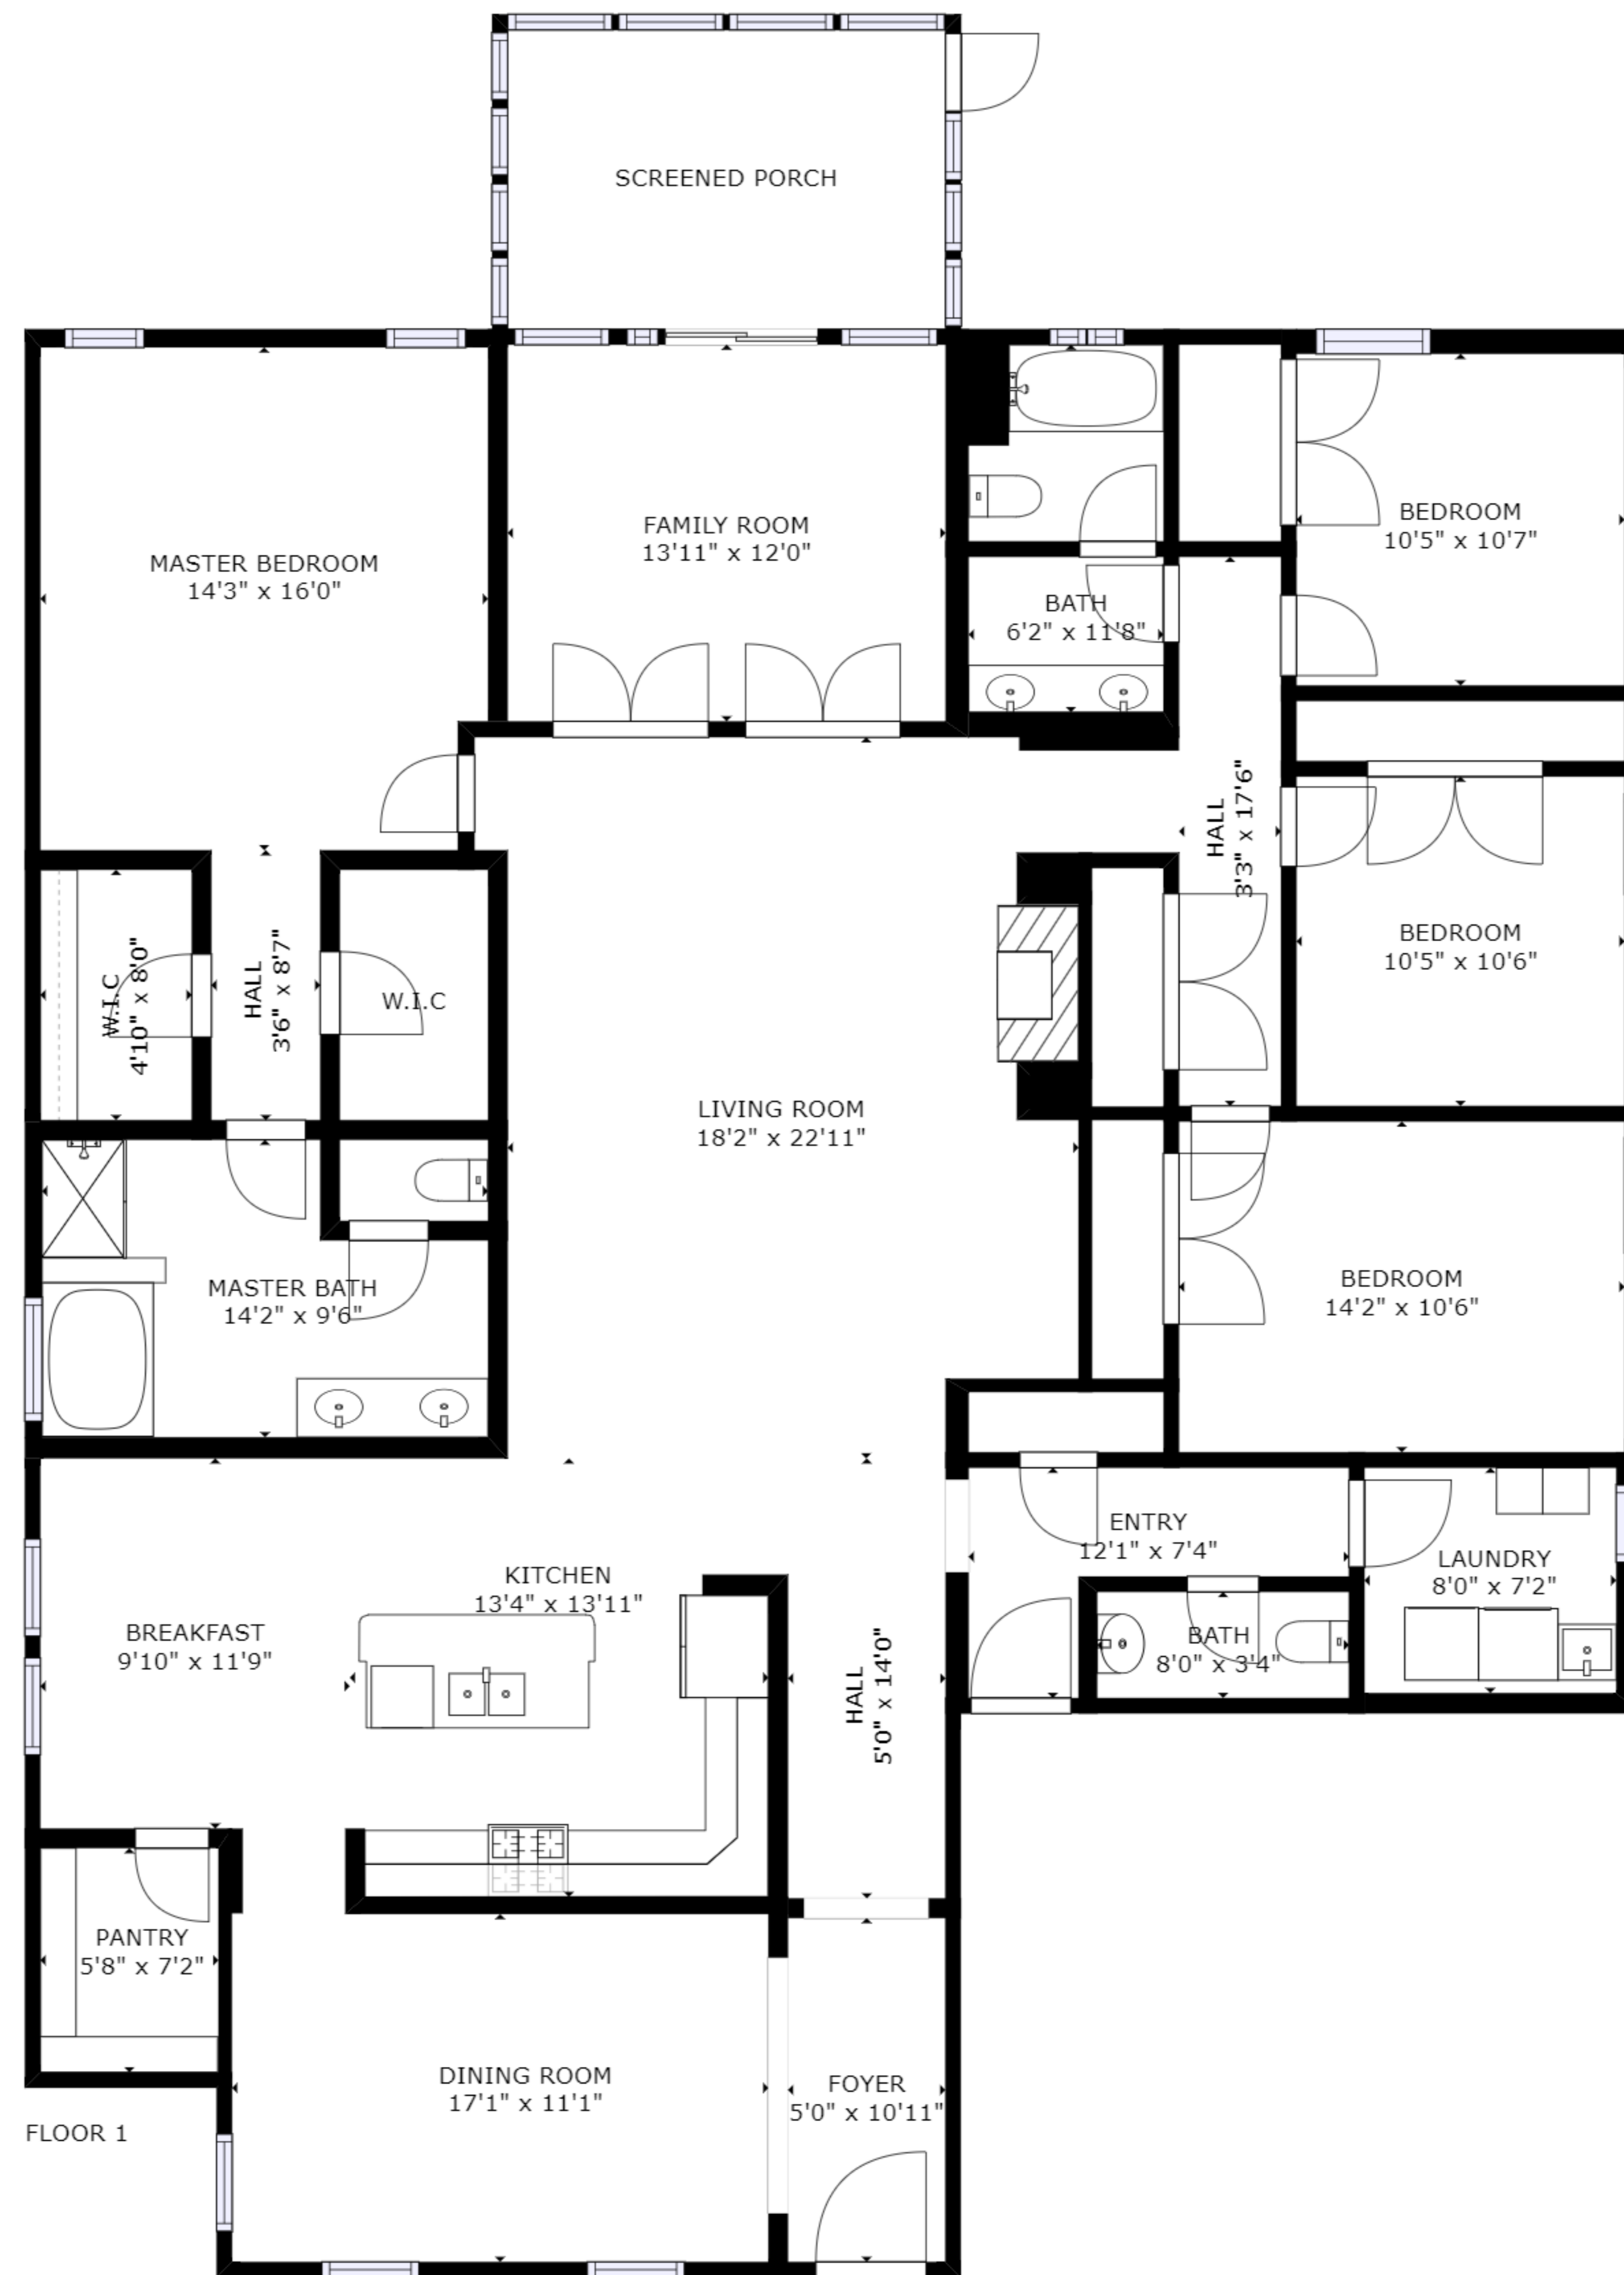 SCREENED PORCH
MASTER BEDROOM
14'3" x 16'0"
FAMILY ROOM
13'11" x 12'0"
BATH
6'2" x 11'8"
BEDROOM
10'5" x 10'7"
HALL
3'3" x 17'6"
BEDROOM
10'5" x 10'6"
W.I.C
4'10" x 8'0"
HALL
3'6" x 8'7"
W.I.C
LIVING ROOM
18'2" x 22'11"
MASTER BATH
14'2" x 9'6"
BEDROOM
14'2" x 10'6"
KITCHEN
13'4" x 13'11"
BREAKFAST
9'10" x 11'9"
HALL
5'0" x 14'0"
ENTRY
12'1" x 7'4"
BATH
8'0" x 3'4"
LAUNDRY
8'0" x 7'2"
PANTRY
5'8" x 7'2"
DINING ROOM
17'1" x 11'1"
FOYER
5'0" x 10'11"
FLOOR 1